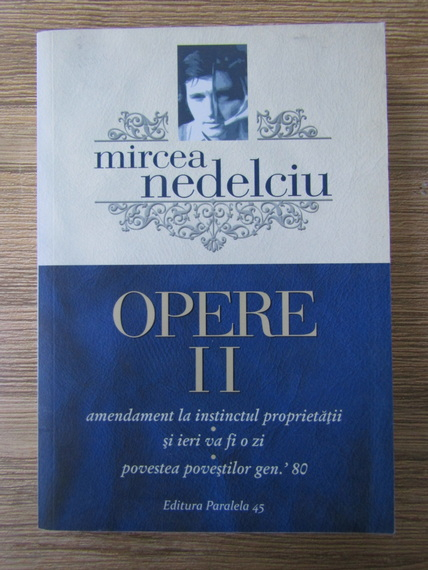 mircea
nedelciu
OPERE
II
amendament la instinctul proprietății
•
și ieri va fi o zi
•
povestea poveștilor gen.' 80
Editura Paralela 45